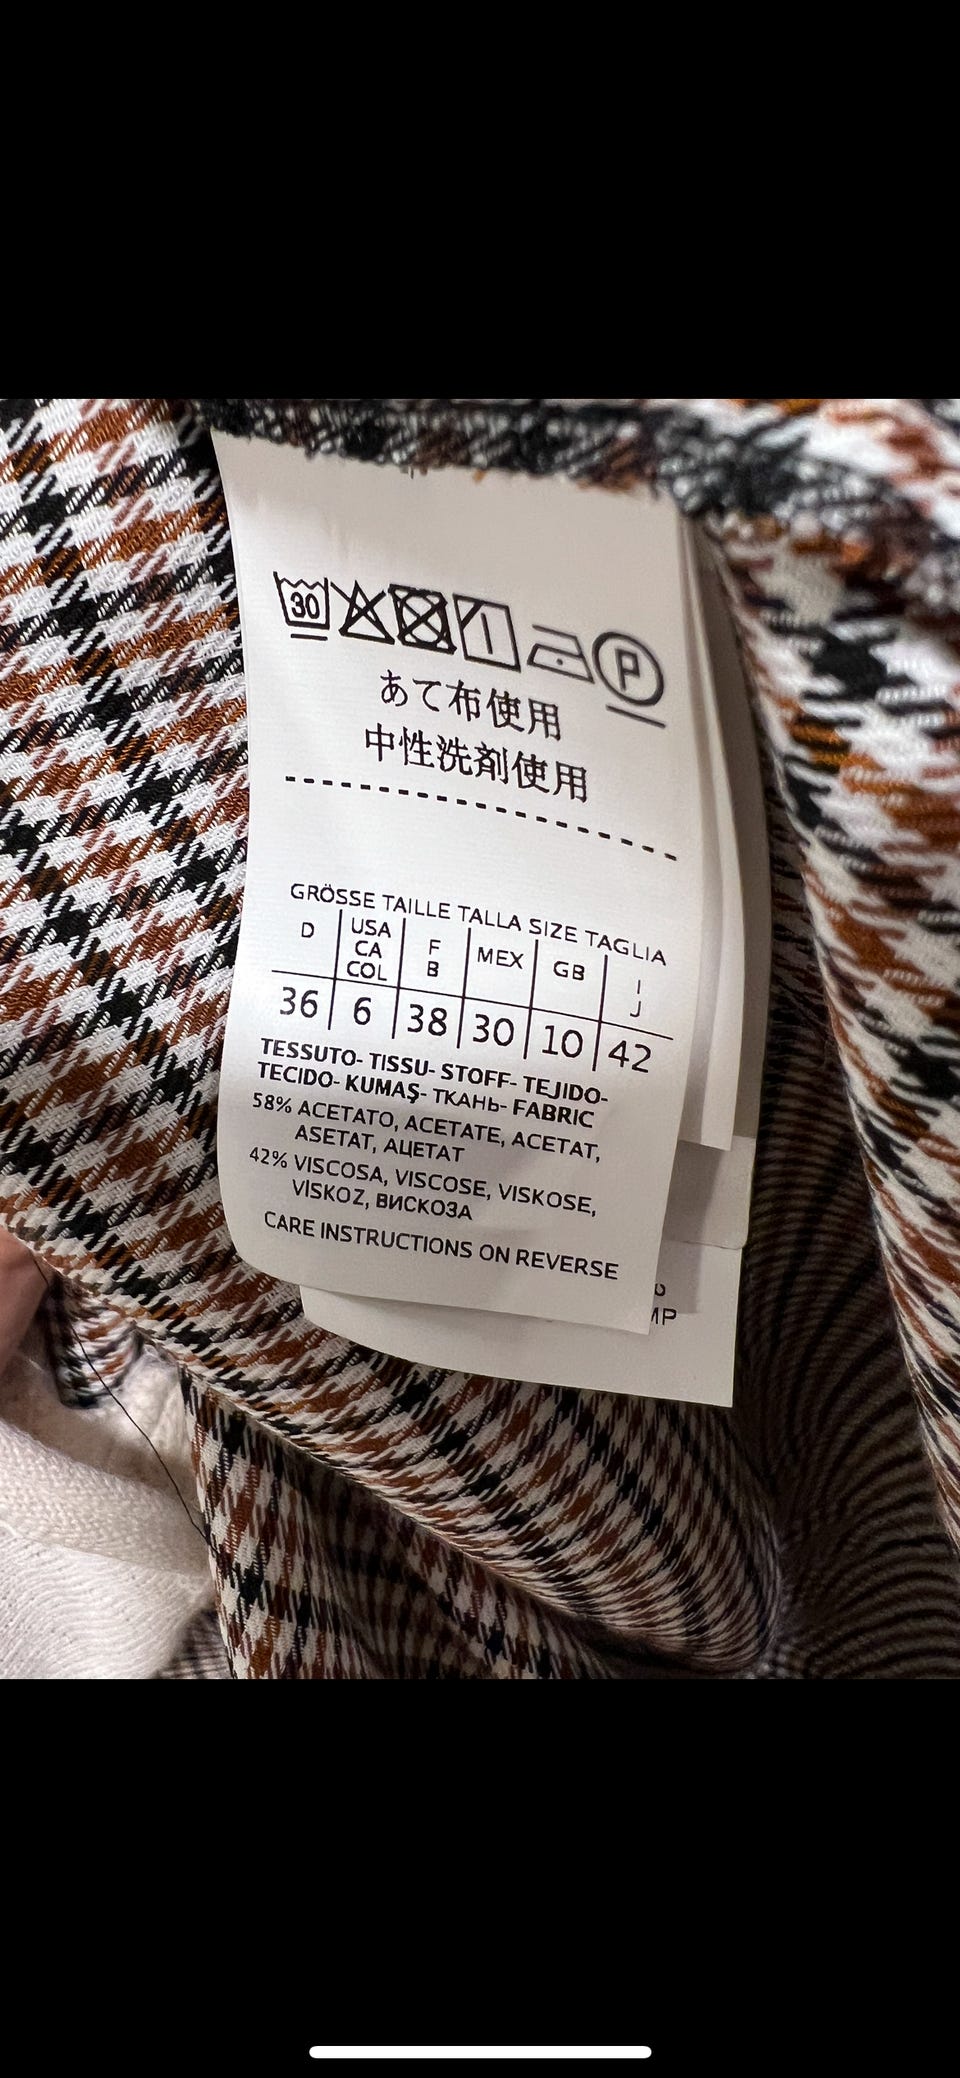 30 P
あて布使用
中性洗剤使用
GRÖSSE TAILLE TALLA SIZE TAGLIA
D USA CA COL F B MEX GB I J
36 6 38 30 10 42
TESSUTO- TISSU- STOFF- TEJIDO-
TECIDO- KUMAŞ- ТКАНЬ- FABRIC
58% ACETATO, ACETATE, ACETAT,
ASETAT, АЦЕТАТ
42% VISCOSA, VISCOSE, VISKOSE,
VISKOZ, ВИСКОЗА
CARE INSTRUCTIONS ON REVERSE